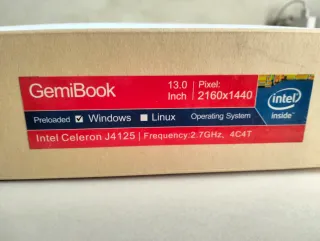 GemiBook
13.0 Inch
Pixel: 2160x1440
Preloaded ☑ Windows ☐ Linux Operating System
Intel Celeron J4125 | Frequency:2.7GHz, 4C4T
intel
inside